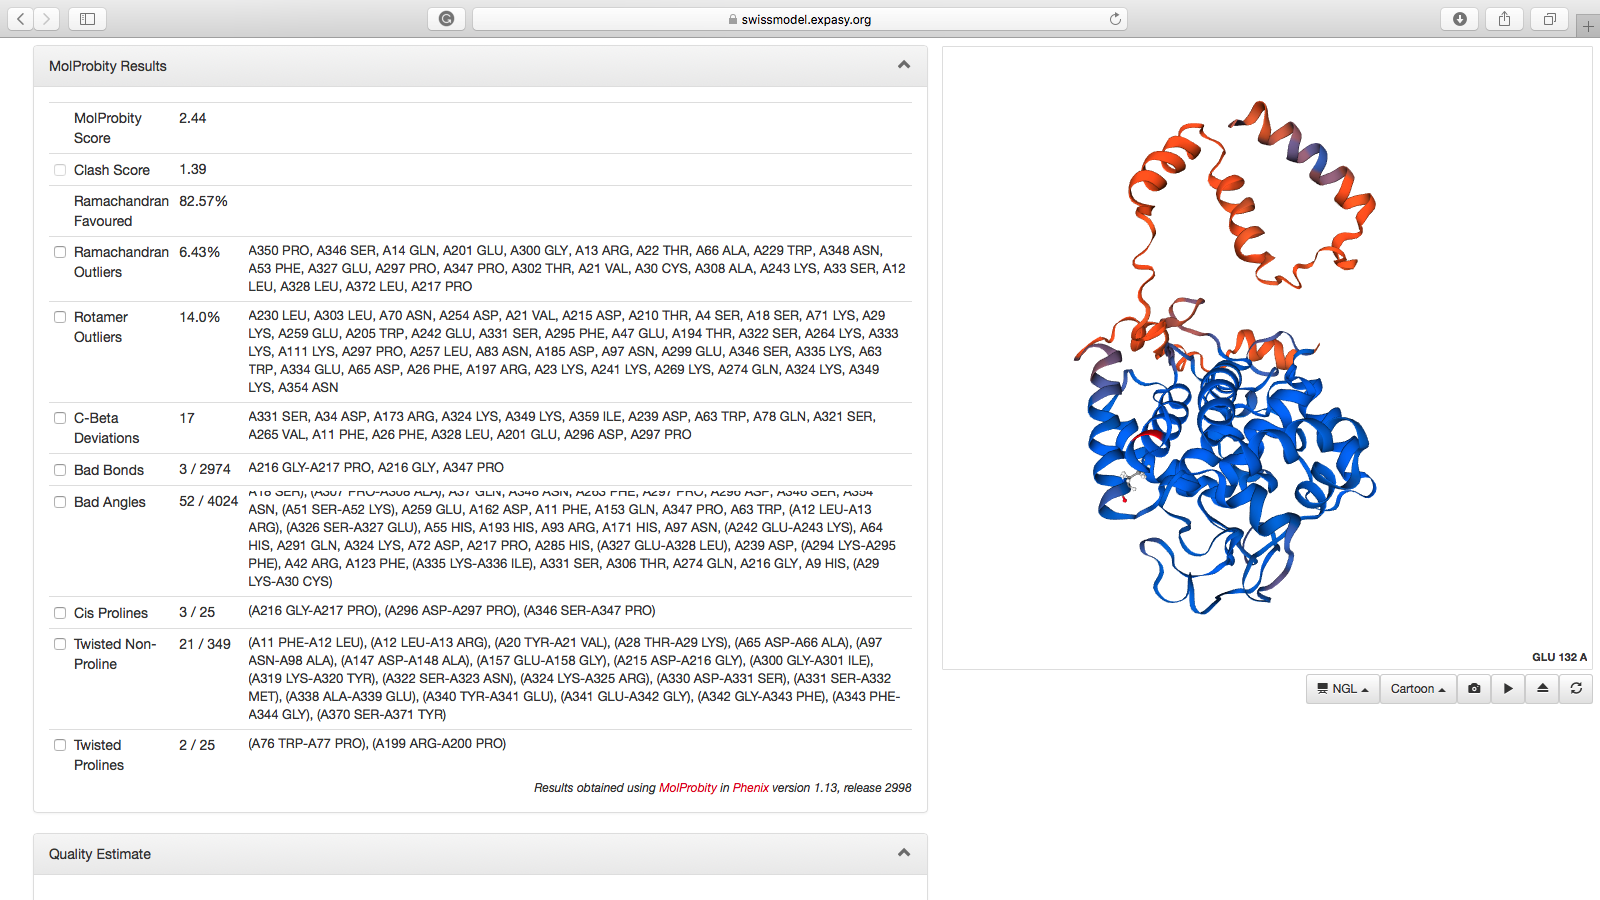 swissmodel.expasy.org
MolProbity Results
MolProbity
Score
2.44
Clash Score
1.39
Ramachandran
Favoured
82.57%
Ramachandran
Outliers
6.43%
A350 PRO, A346 SER, A14 GLN, A201 GLU, A300 GLY, A13 ARG, A22 THR, A66 ALA, A229 TRP, A348 ASN,
A53 PHE, A327 GLU, A297 PRO, A347 PRO, A302 THR, A21 VAL, A30 CYS, A308 ALA, A243 LYS, A33 SER, A12
LEU, A328 LEU, A372 LEU, A217 PRO
Rotamer
Outliers
14.0%
A230 LEU, A303 LEU, A70 ASN, A254 ASP, A21 VAL, A215 ASP, A210 THR, A4 SER, A18 SER, A71 LYS, A29
LYS, A259 GLU, A205 TRP, A242 GLU, A331 SER, A295 PHE, A47 GLU, A194 THR, A322 SER, A264 LYS, A333
LYS, A111 LYS, A297 PRO, A257 LEU, A83 ASN, A185 ASP, A97 ASN, A299 GLU, A346 SER, A335 LYS, A63
TRP, A334 GLU, A65 ASP, A26 PHE, A197 ARG, A23 LYS, A241 LYS, A269 LYS, A274 GLN, A324 LYS, A349
LYS, A354 ASN
C-Beta
Deviations
17
A331 SER, A34 ASP, A173 ARG, A324 LYS, A349 LYS, A359 ILE, A239 ASP, A63 TRP, A78 GLN, A321 SER,
A265 VAL, A11 PHE, A26 PHE, A328 LEU, A201 GLU, A296 ASP, A297 PRO
Bad Bonds
3 / 2974
A216 GLY-A217 PRO, A216 GLY, A347 PRO
Bad Angles
52 / 4024
A18 SER), (A307 PRO-A308 ALA), A37 GLN, A348 ASN, A263 PHE, A297 PRO, A296 ASP, A346 SER, A354
ASN, (A51 SER-A52 LYS), A259 GLU, A162 ASP, A11 PHE, A153 GLN, A347 PRO, A63 TRP, (A12 LEU-A13
ARG), (A326 SER-A327 GLU), A55 HIS, A193 HIS, A93 ARG, A171 HIS, A97 ASN, (A242 GLU-A243 LYS), A64
HIS, A291 GLN, A324 LYS, A72 ASP, A217 PRO, A285 HIS, (A327 GLU-A328 LEU), A239 ASP, (A294 LYS-A295
PHE), A42 ARG, A123 PHE, (A335 LYS-A336 ILE), A331 SER, A306 THR, A274 GLN, A216 GLY, A9 HIS, (A29
LYS-A30 CYS)
Cis Prolines
3 / 25
(A216 GLY-A217 PRO), (A296 ASP-A297 PRO), (A346 SER-A347 PRO)
Twisted Non-
Proline
21 / 349
(A11 PHE-A12 LEU), (A12 LEU-A13 ARG), (A20 TYR-A21 VAL), (A28 THR-A29 LYS), (A65 ASP-A66 ALA), (A97
ASN-A98 ALA), (A147 ASP-A148 ALA), (A157 GLU-A158 GLY), (A215 ASP-A216 GLY), (A300 GLY-A301 ILE),
(A319 LYS-A320 TYR), (A322 SER-A323 ASN), (A324 LYS-A325 ARG), (A330 ASP-A331 SER), (A331 SER-A332
MET), (A338 ALA-A339 GLU), (A340 TYR-A341 GLU), (A341 GLU-A342 GLY), (A342 GLY-A343 PHE), (A343 PHE-
A344 GLY), (A370 SER-A371 TYR)
Twisted
Prolines
2 / 25
(A76 TRP-A77 PRO), (A199 ARG-A200 PRO)
Results obtained using MolProbity in Phenix version 1.13, release 2998
Quality Estimate
GLU 132 A
NGL
Cartoon